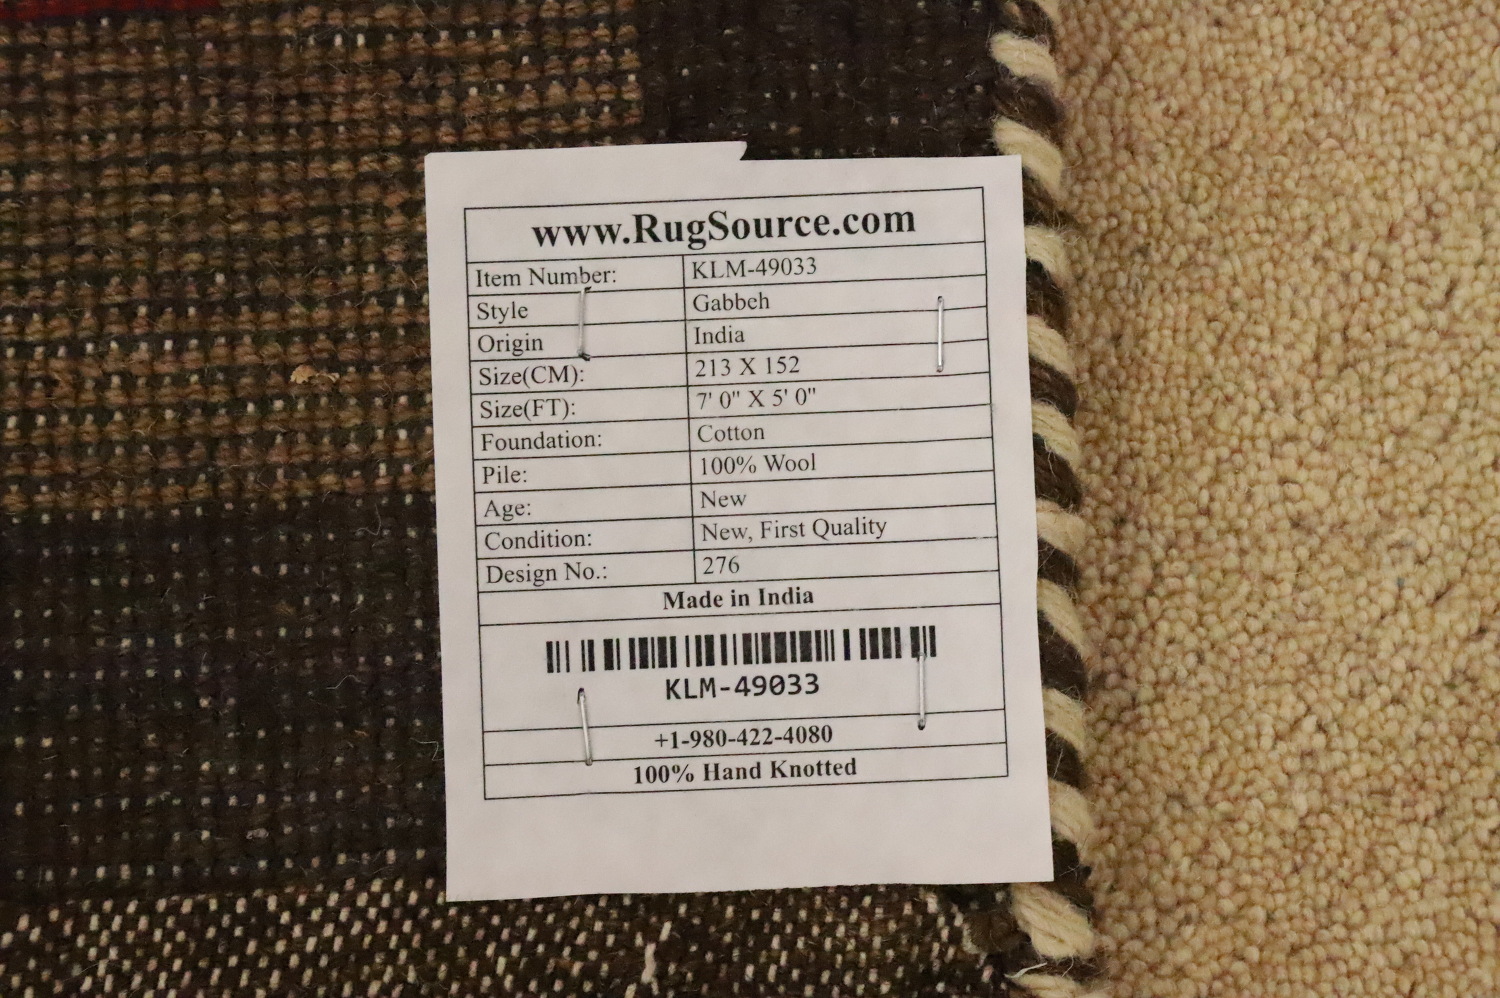 www.RugSource.com
Item Number: KLM-49033
Style Gabbeh
Origin India
Size(CM): 213 X 152
Size(FT): 7' 0" X 5' 0"
Foundation: Cotton
Pile: 100% Wool
Age: New
Condition: New, First Quality
Design No.: 276
Made in India
KLM-49033
+1-980-422-4080
100% Hand Knotted